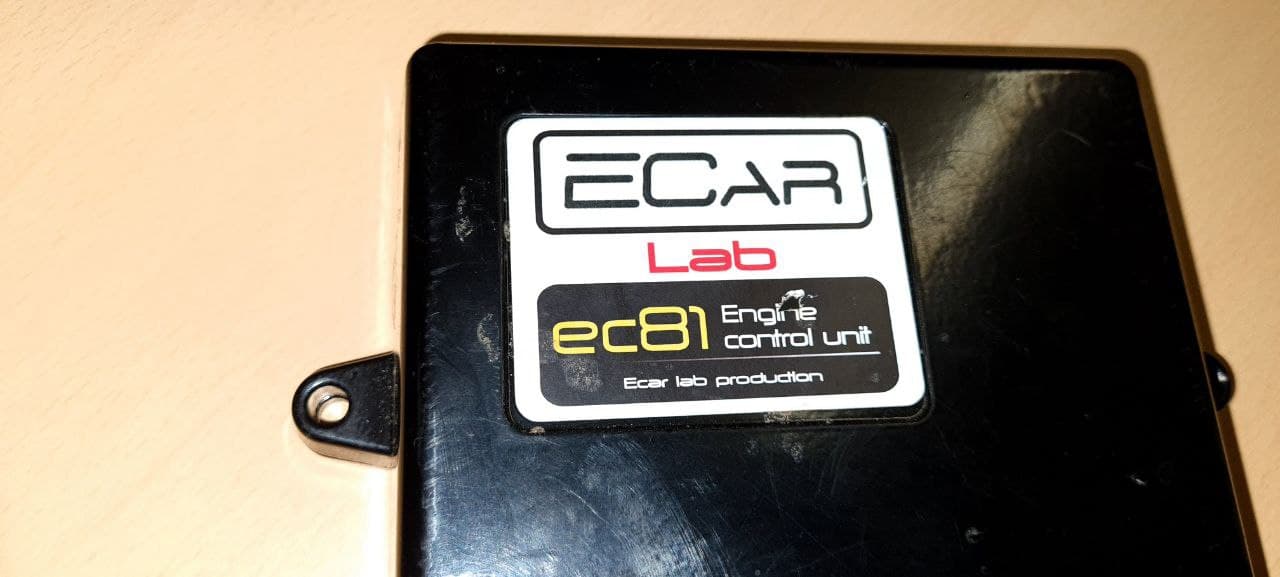 ECAR
Lab
ec81 Engine
control unit
Ecar lab production